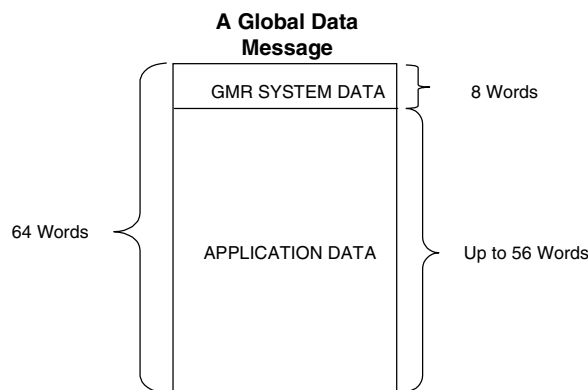 A Global Data
Message
GMR SYSTEM DATA
8 Words
64 Words
APPLICATION DATA
Up to 56 Words